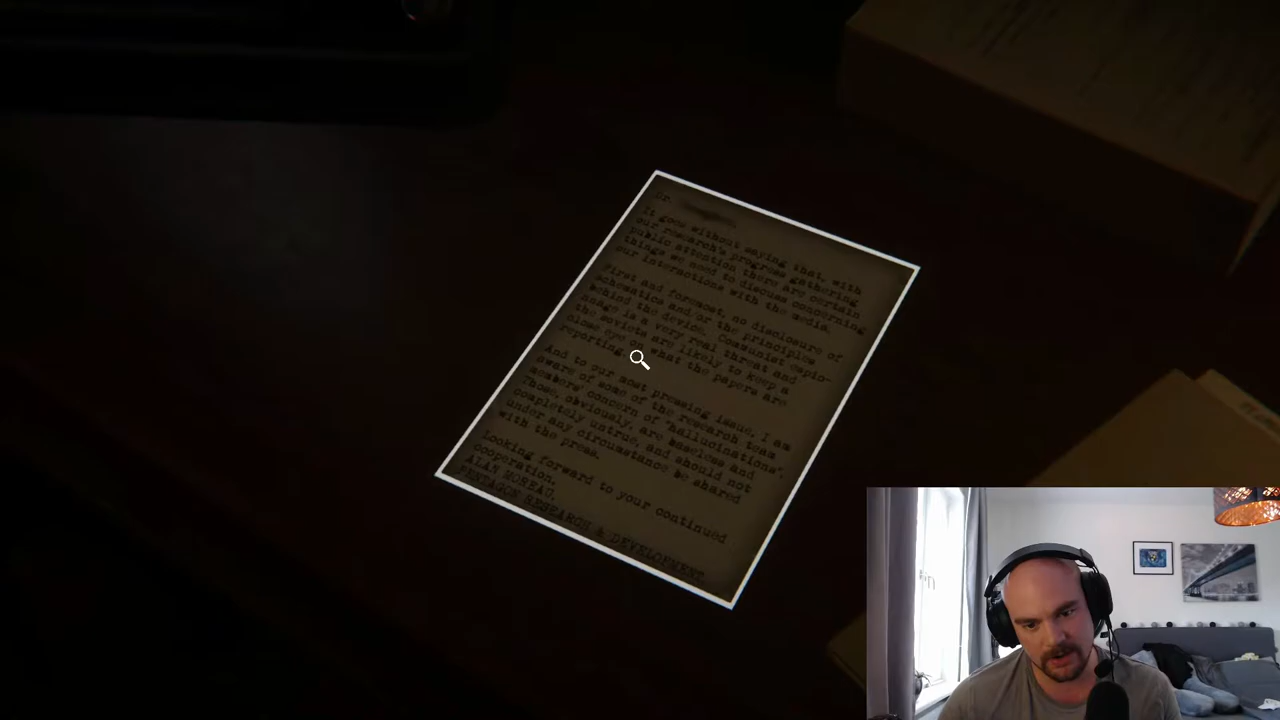 Dr.
It goes without saying that, with
our research's progress gathering
public attention there are certain
things we need to discuss concerning
our interactions with the media.
First and foremost, no disclosure of
schematics and/or the principles
behind the device. Communist espio-
nage is a very real threat and
the soviets are likely to keep a
close eye on what the papers are
reporting.
And to our most pressing issue, I am
aware of some of the research team
members' concern of "hallucinations".
Those, obviously, are baseless and
completely untrue, and should not
under any circumstance be shared
with the press.
Looking forward to your continued
cooperation,
ALAN MOREAU,
PENTAGON RESEARCH & DEVELOPMENT